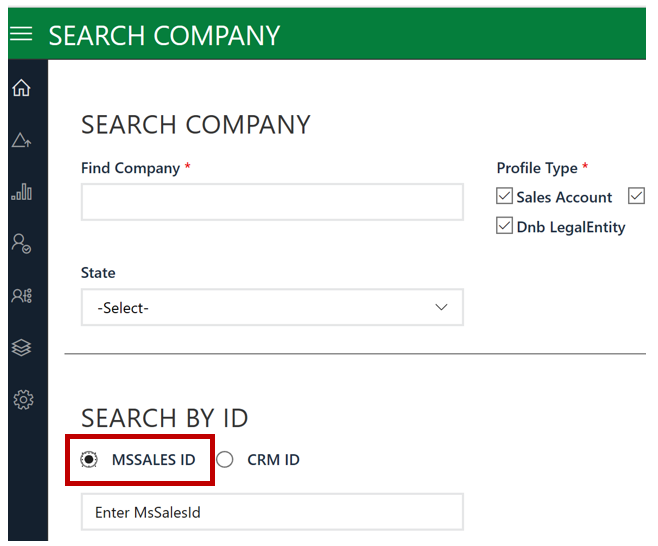 SEARCH COMPANY
SEARCH COMPANY
Find Company *
Profile Type *
Sales Account
Dnb LegalEntity
State
-Select-
SEARCH BY ID
MSSALES ID
CRM ID
Enter MsSalesId